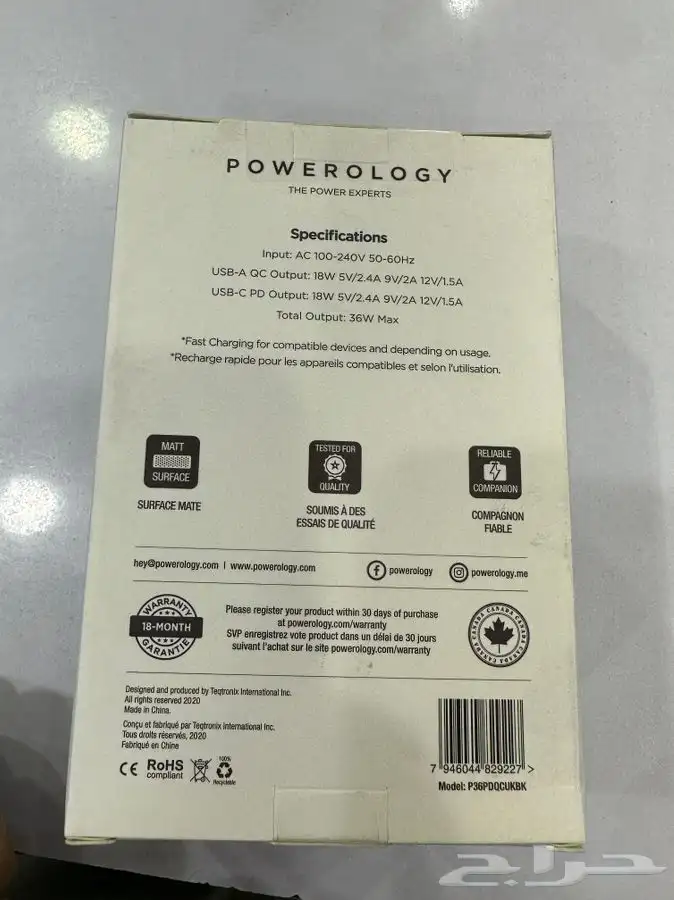 POWEROLOGY
THE POWER EXPERTS
Specifications
Input: AC 100-240V 50-60Hz
USB-A QC Output: 18W 5V/2.4A 9V/2A 12V/1.5A
USB-C PD Output: 18W 5V/2.4A 9V/2A 12V/1.5A
Total Output: 36W Max
*Fast Charging for compatible devices and depending on usage.
*Recharge rapide pour les appareils compatibles et selon l'utilisation.
MATT
SURFACE
SURFACE MATE
TESTED FOR
QUALITY
SOUMIS À DES
ESSAIS DE QUALITÉ
RELIABLE
COMPANION
COMPAGNON
FIABLE
hey@powerology.com | www.powerology.com
powerology
powerology.me
WARRANTY
18-MONTH
GARANTIE
Please register your product within 30 days of purchase
at powerology.com/warranty
SVP enregistrez vote product dans un délai de 30 jours
suivant l'achat sur le site powerology.com/warranty
CANADA CANADA CANADA CANADA
Designed and produced by Teqtronix International Inc.
All rights reserved 2020
Made in China.
Conçu et fabriqué par Teqtronix International Inc.
Tous droits réservés, 2020
Fabriqué en Chine
CE RoHS
compliant
100%
Recyclable
7 946044 829227 >
Model: P36PDQCUKBK
حراج